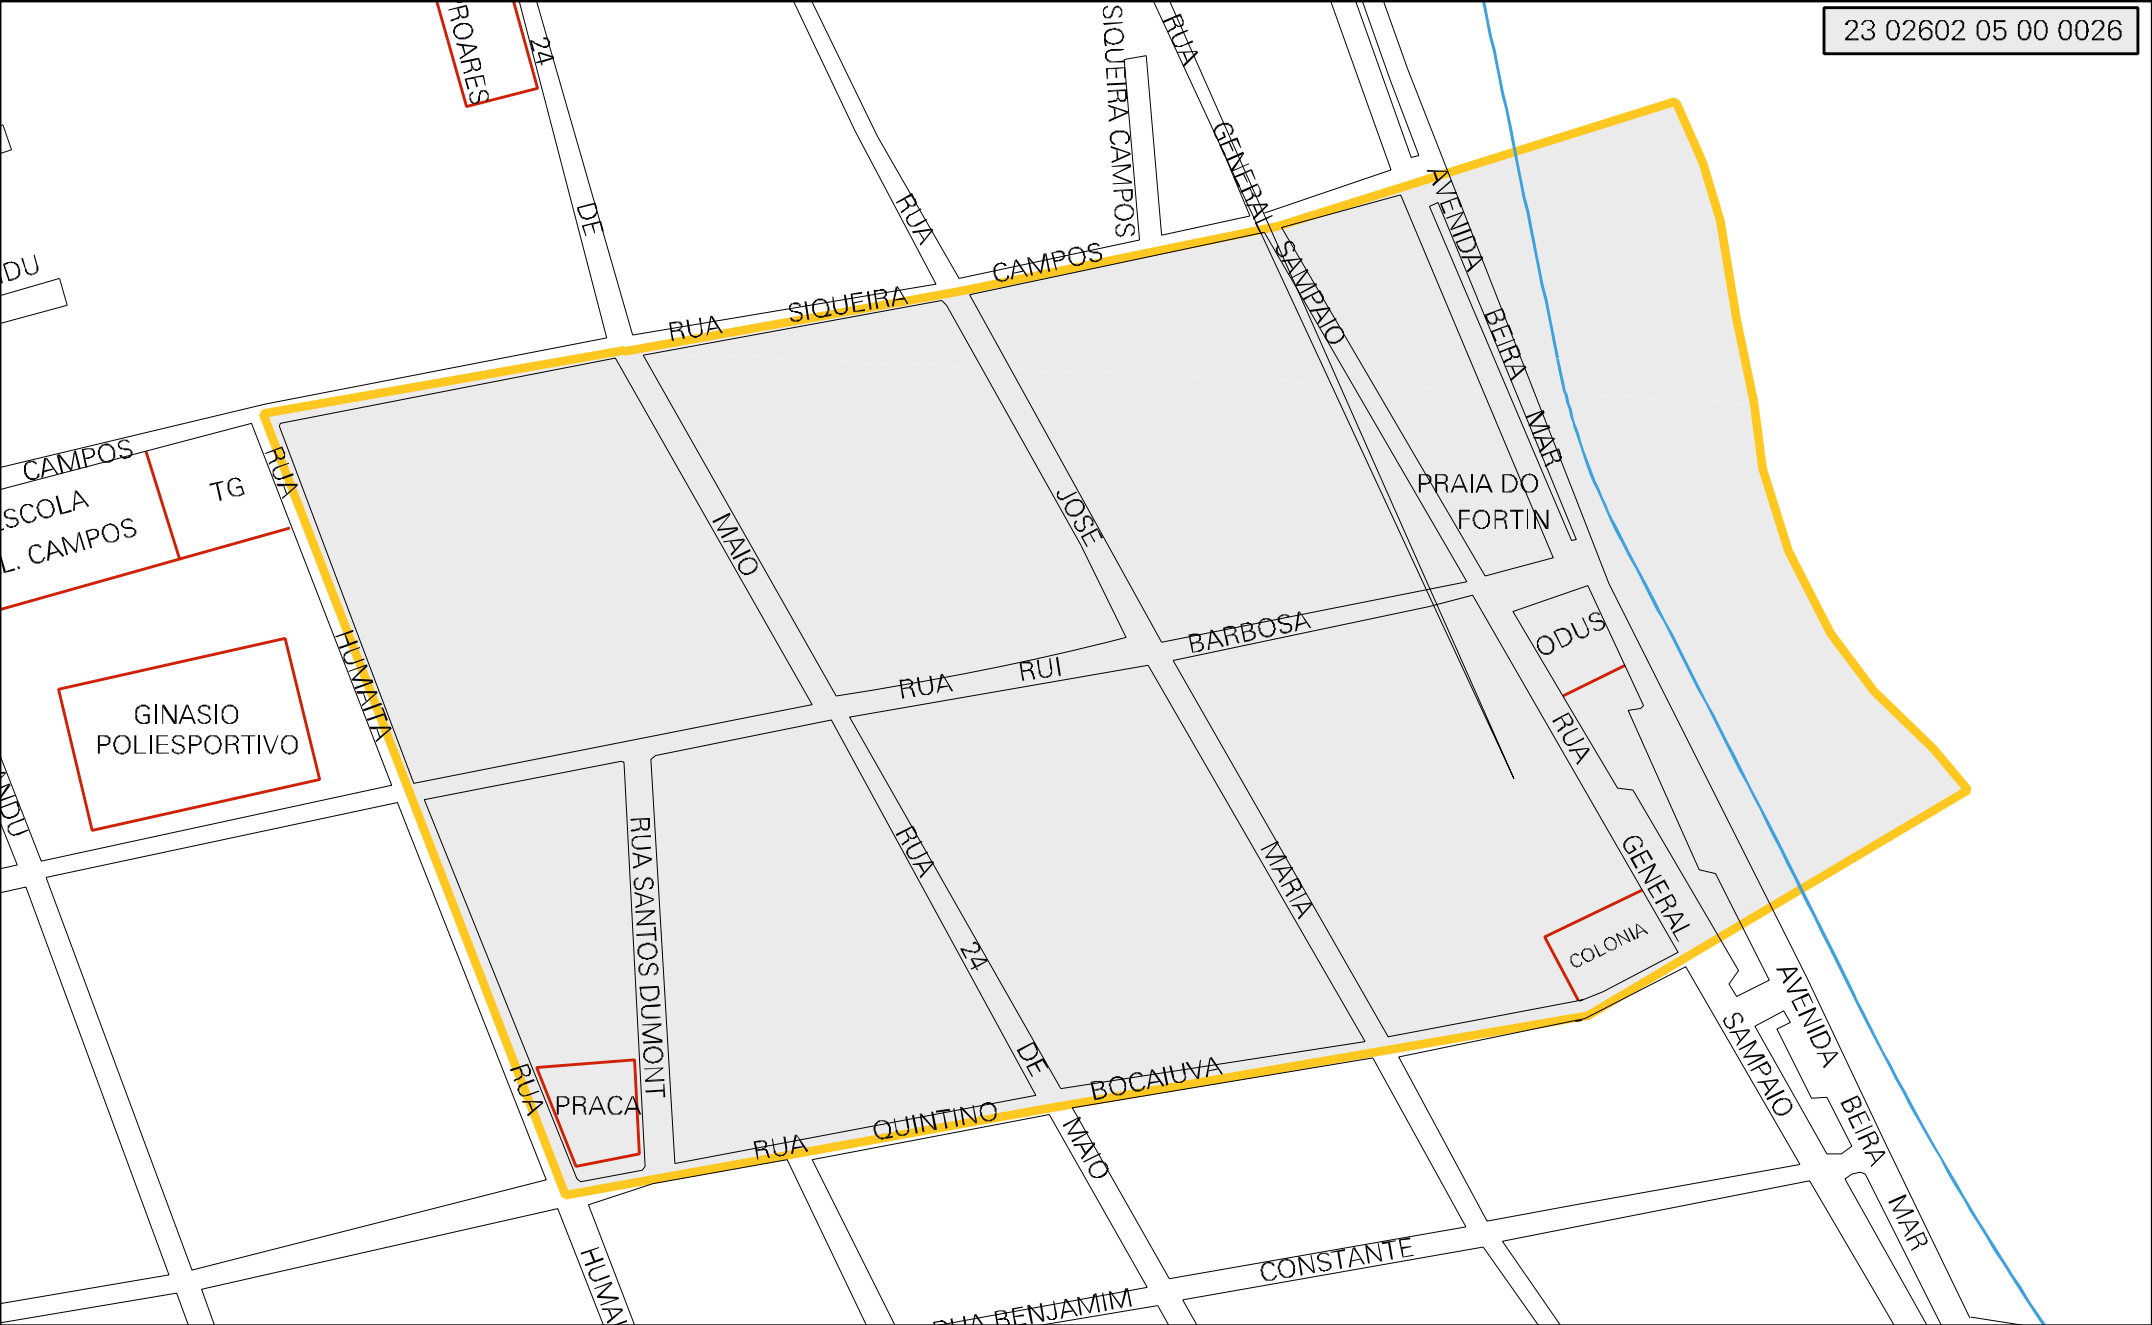 23 02602 05 00 0026
ROARES
24
DE
RUA
SIQUEIRA CAMPOS
RUA
GENERAL
SAMPAIO
AVENIDA
BEIRA
MAR
DU
RUA
SIQUEIRA
CAMPOS
CAMPOS
TG
ESCOLA
L. CAMPOS
RUA
HUMAITA
MAIO
JOSE
PRAIA DO
FORTIN
GINASIO
POLIESPORTIVO
ANDU
RUA
RUI
BARBOSA
ODUS
RUA
GENERAL
COLONIA
RUA SANTOS DUMONT
RUA
24
DE
MAIO
MARIA
RUA
PRACA
RUA
QUINTINO
BOCAIUVA
SAMPAIO
AVENIDA
BEIRA
MAR
HUMAI
CONSTANTE
RUA BENJAMIM